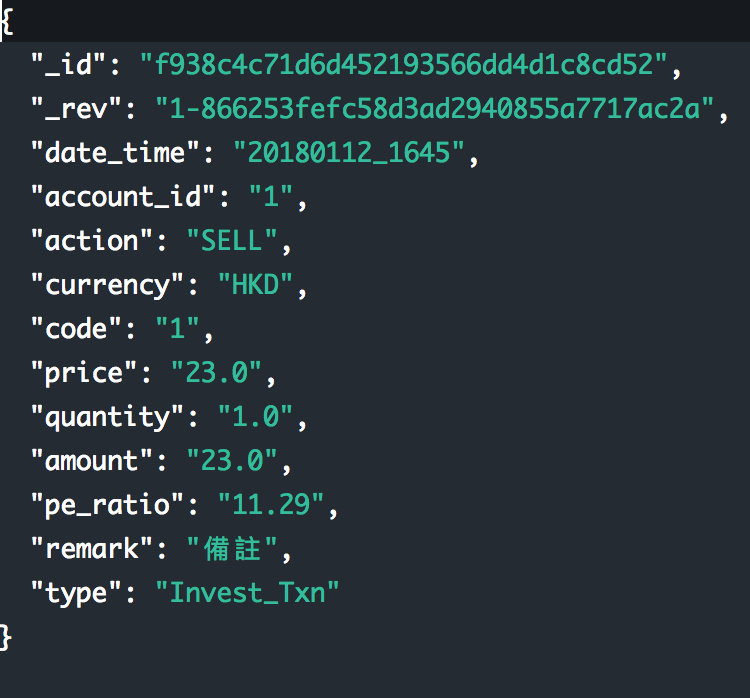 {
"_id": "f938c4c71d6d452193566dd4d1c8cd52",
"_rev": "1-866253fefc58d3ad2940855a7717ac2a",
"date_time": "20180112_1645",
"account_id": "1",
"action": "SELL",
"currency": "HKD",
"code": "1",
"price": "23.0",
"quantity": "1.0",
"amount": "23.0",
"pe_ratio": "11.29",
"remark": "備註",
"type": "Invest_Txn"
}